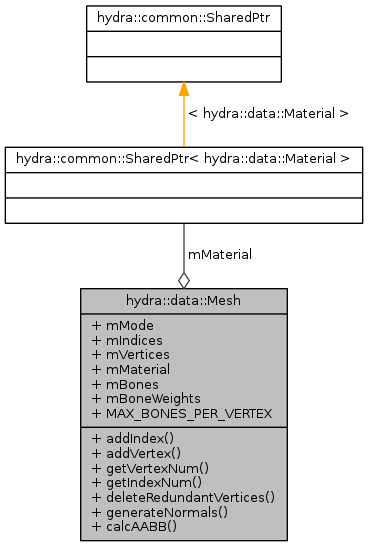 hydra::common::SharedPtr
< hydra::data::Material >
hydra::common::SharedPtr< hydra::data::Material >
mMaterial
hydra::data::Mesh
+ mMode
+ mIndices
+ mVertices
+ mMaterial
+ mBones
+ mBoneWeights
+ MAX_BONES_PER_VERTEX
+ addIndex()
+ addVertex()
+ getVertexNum()
+ getIndexNum()
+ deleteRedundantVertices()
+ generateNormals()
+ calcAABB()